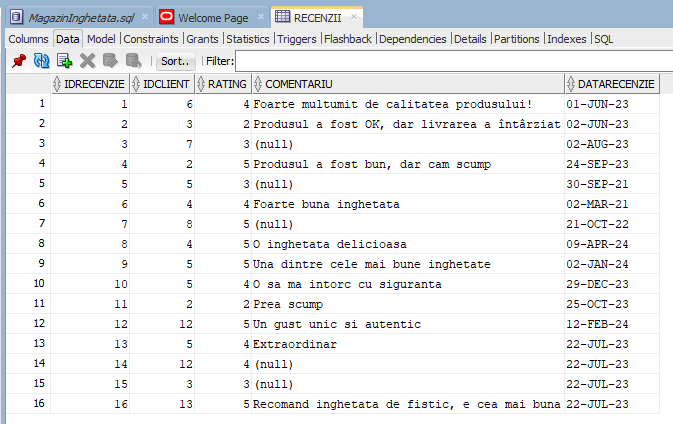 MagazinInghetata.sql Welcome Page RECENZII
Columns Data Model Constraints Grants Statistics Triggers Flashback Dependencies Details Partitions Indexes SQL
Sort.. Filter:
IDRECENZIE IDCLIENT RATING COMENTARIU DATARECENZIE
1 1 6 4 Foarte multumit de calitatea produsului! 01-JUN-23
2 2 3 2 Produsul a fost OK, dar livrarea a întârziat 02-JUN-23
3 3 7 3 (null) 02-AUG-23
4 4 2 5 Produsul a fost bun, dar cam scump 24-SEP-23
5 5 5 3 (null) 30-SEP-21
6 6 4 4 Foarte buna inghetata 02-MAR-21
7 7 8 5 (null) 21-OCT-22
8 8 4 5 O inghetata delicioasa 09-APR-24
9 9 5 5 Una dintre cele mai bune inghetate 02-JAN-24
10 10 5 4 O sa ma intorc cu siguranta 29-DEC-23
11 11 2 2 Prea scump 25-OCT-23
12 12 12 5 Un gust unic si autentic 12-FEB-24
13 13 5 4 Extraordinar 22-JUL-23
14 14 12 4 (null) 22-JUL-23
15 15 3 3 (null) 22-JUL-23
16 16 13 5 Recomand inghetata de fistic, e cea mai buna 22-JUL-23